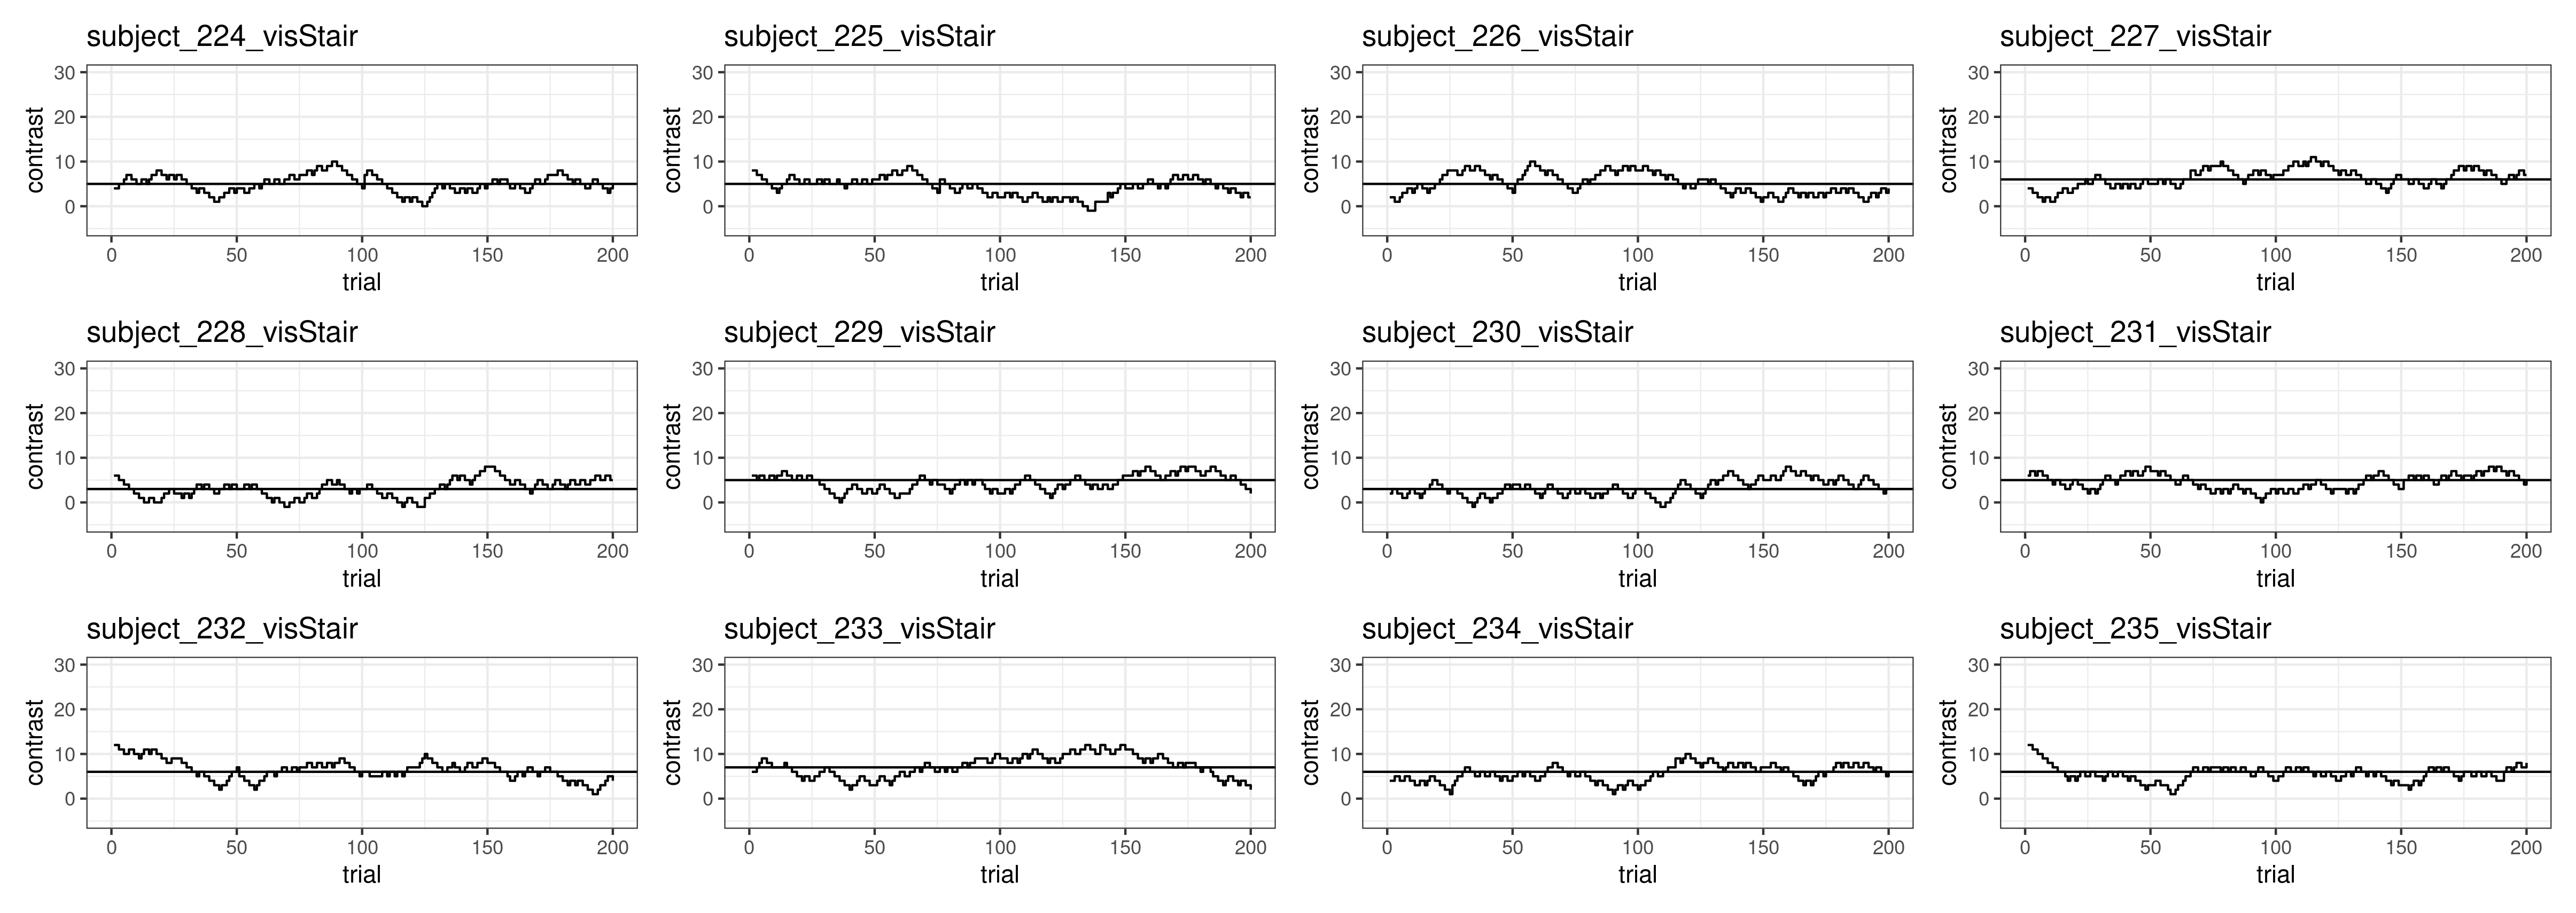 subject_224_visStair
subject_225_visStair
subject_226_visStair
subject_227_visStair
30
20
10
0
contrast
0 50 100 150 200
trial
30
20
10
0
contrast
0 50 100 150 200
trial
30
20
10
0
contrast
0 50 100 150 200
trial
30
20
10
0
contrast
0 50 100 150 200
trial
subject_228_visStair
subject_229_visStair
subject_230_visStair
subject_231_visStair
30
20
10
0
contrast
0 50 100 150 200
trial
30
20
10
0
contrast
0 50 100 150 200
trial
30
20
10
0
contrast
0 50 100 150 200
trial
30
20
10
0
contrast
0 50 100 150 200
trial
subject_232_visStair
subject_233_visStair
subject_234_visStair
subject_235_visStair
30
20
10
0
contrast
0 50 100 150 200
trial
30
20
10
0
contrast
0 50 100 150 200
trial
30
20
10
0
contrast
0 50 100 150 200
trial
30
20
10
0
contrast
0 50 100 150 200
trial